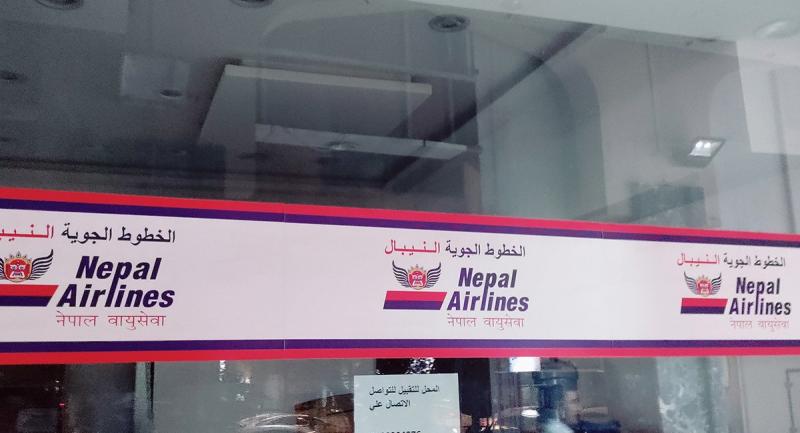 الخطوط الجوية النيبال
Nepal
Airlines
नेपाल वायुसेवा
الخطوط الجوية النيبال
Nepal
Airlines
नेपाल वायुसेवा
الخطوط الجوية النيبال
Nepal
Airlines
नेपाल वायुसेवा
المحل للتقبيل للتواصل
الاتصال علي